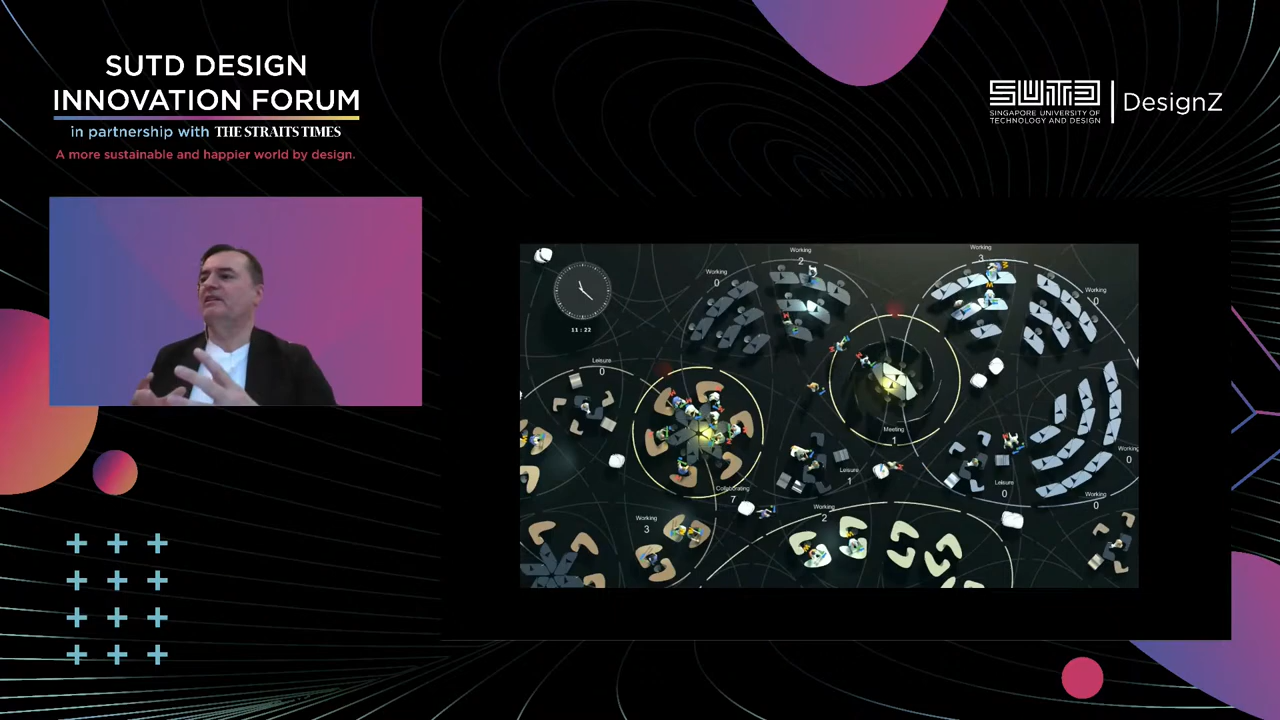 SUTD DESIGN
INNOVATION FORUM
in partnership with THE STRAITS TIMES
A more sustainable and happier world by design.
SUTD
SINGAPORE UNIVERSITY OF
TECHNOLOGY AND DESIGN
DesignZ
Working
2
Working
3
Working
0
Working
0
11 : 22
Leisure
0
Meeting
1
Working
0
Leisure
1
Leisure
0
Collaborating
7
Working
0
Working
3
Working
2